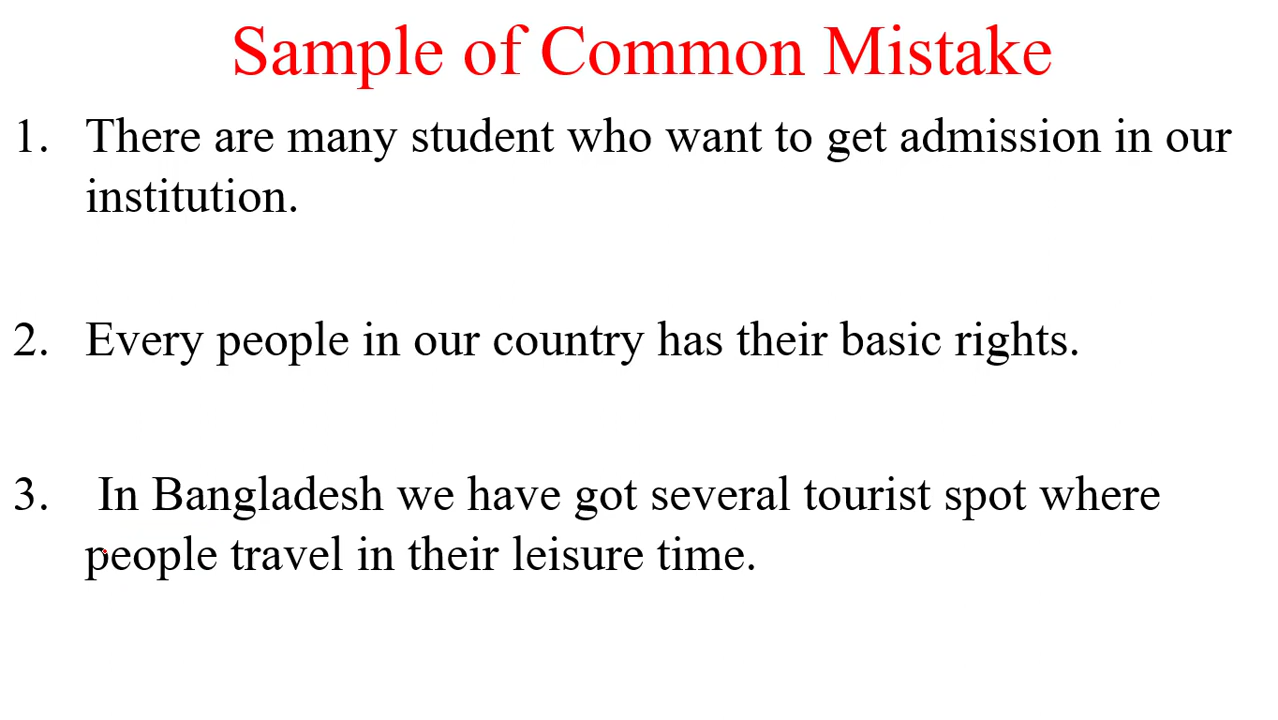 Sample of Common Mistake
1. There are many student who want to get admission in our
institution.
2. Every people in our country has their basic rights.
3. In Bangladesh we have got several tourist spot where
people travel in their leisure time.